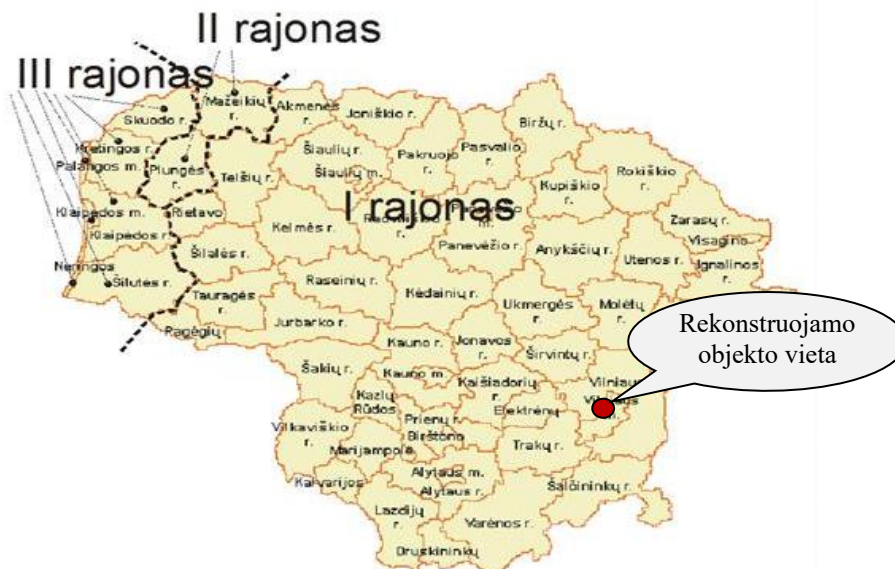 II rajonas
III rajonas
Skuodo r.
Mažeikių
r.
Akmenės
r.
Joniškio r.
Biržų r.
Kretingos r.
Palangos m.
Plungės
r.
Telšių r.
Šiaulių r.
Šiaulių m.
Pakruojo
r.
Pasvalio
r.
Rokiškio
r.
Kupiškio
r.
I rajonas
m.
Klaipėdos m.
Klaipėdos r.
Rietavo
Kelmės r.
Panevėžio r.
Anykščių
r.
Zarasų r.
Visagino
Ignalinos
r.
Utenos r.
Neringos
Šilutės r.
Šilalės r.
Tauragės
r.
Raseinių r.
Kėdainių r.
Ukmergės
r.
Molėtų
r.
Pagėgių
Jurbarko r.
Jonavos
r.
Širvintų r.
Rekonstruojamo
objekto vieta
Šakių r.
Kauno r.
Kauno m.
Kaišiadorių
r.
Elektrėnų
Kazlų
Rūdos
Prienų r.
Birštono
Vilkaviškio
r.
Marijampolė
Trakų r.
Kalvarijos
Alytaus m.
Alytaus r.
Šalčininkų r.
Lazdijų
r.
Varėnos r.
Druskininkų